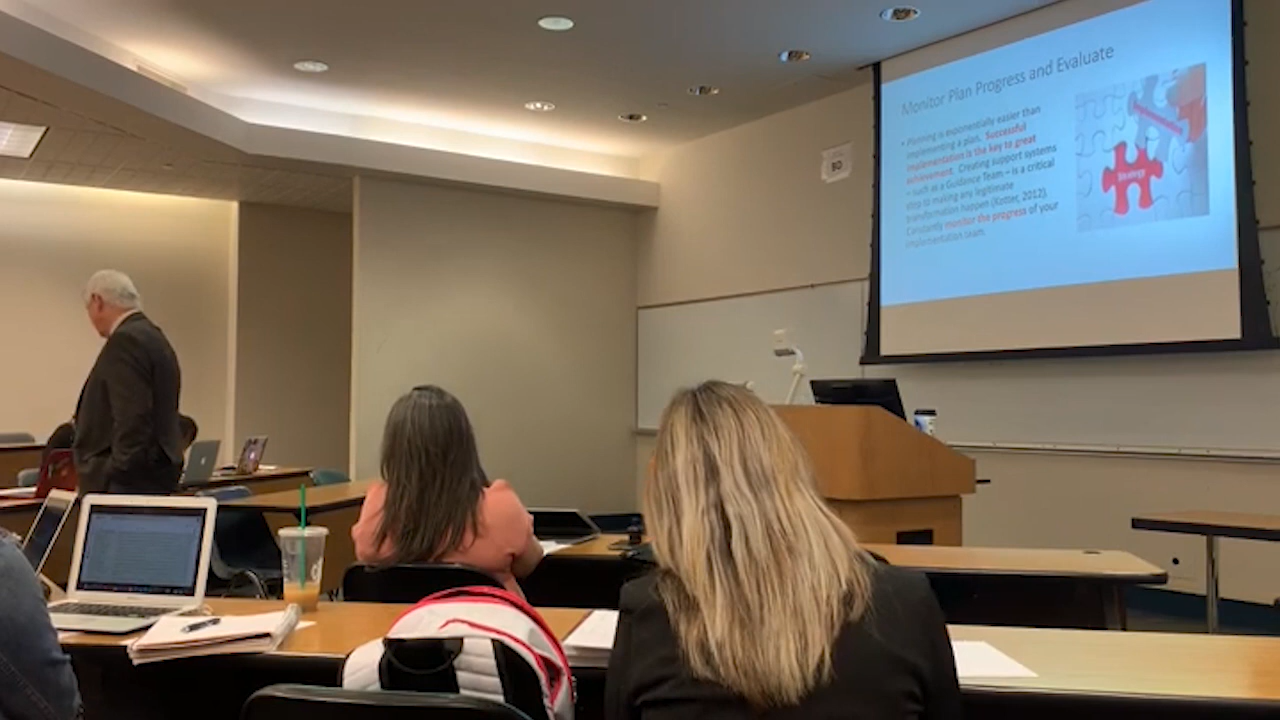 Monitor Plan Progress and Evaluate
• Planning is exponentially easier than
implementing a plan. Successful
implementation is the key to great
achievement. Creating support systems
– such as a Guidance Team – is a critical
step to making any legitimate
transformation happen (Kotter, 2012).
Constantly monitor the progress of your
implementation team.
Strategy